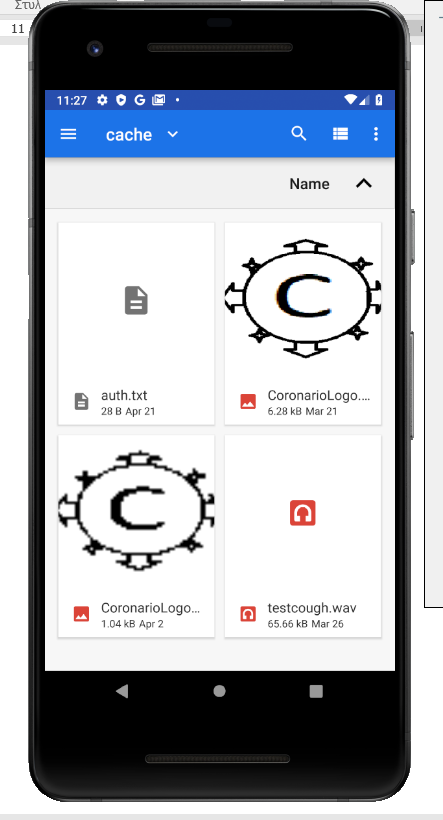 Στυλ
11
11:27
cache
Name
auth.txt
28 B Apr 21
CoronarioLogo....
6.28 kB Mar 21
C
C
CoronarioLogo...
1.04 kB Apr 2
testcough.wav
65.66 kB Mar 26